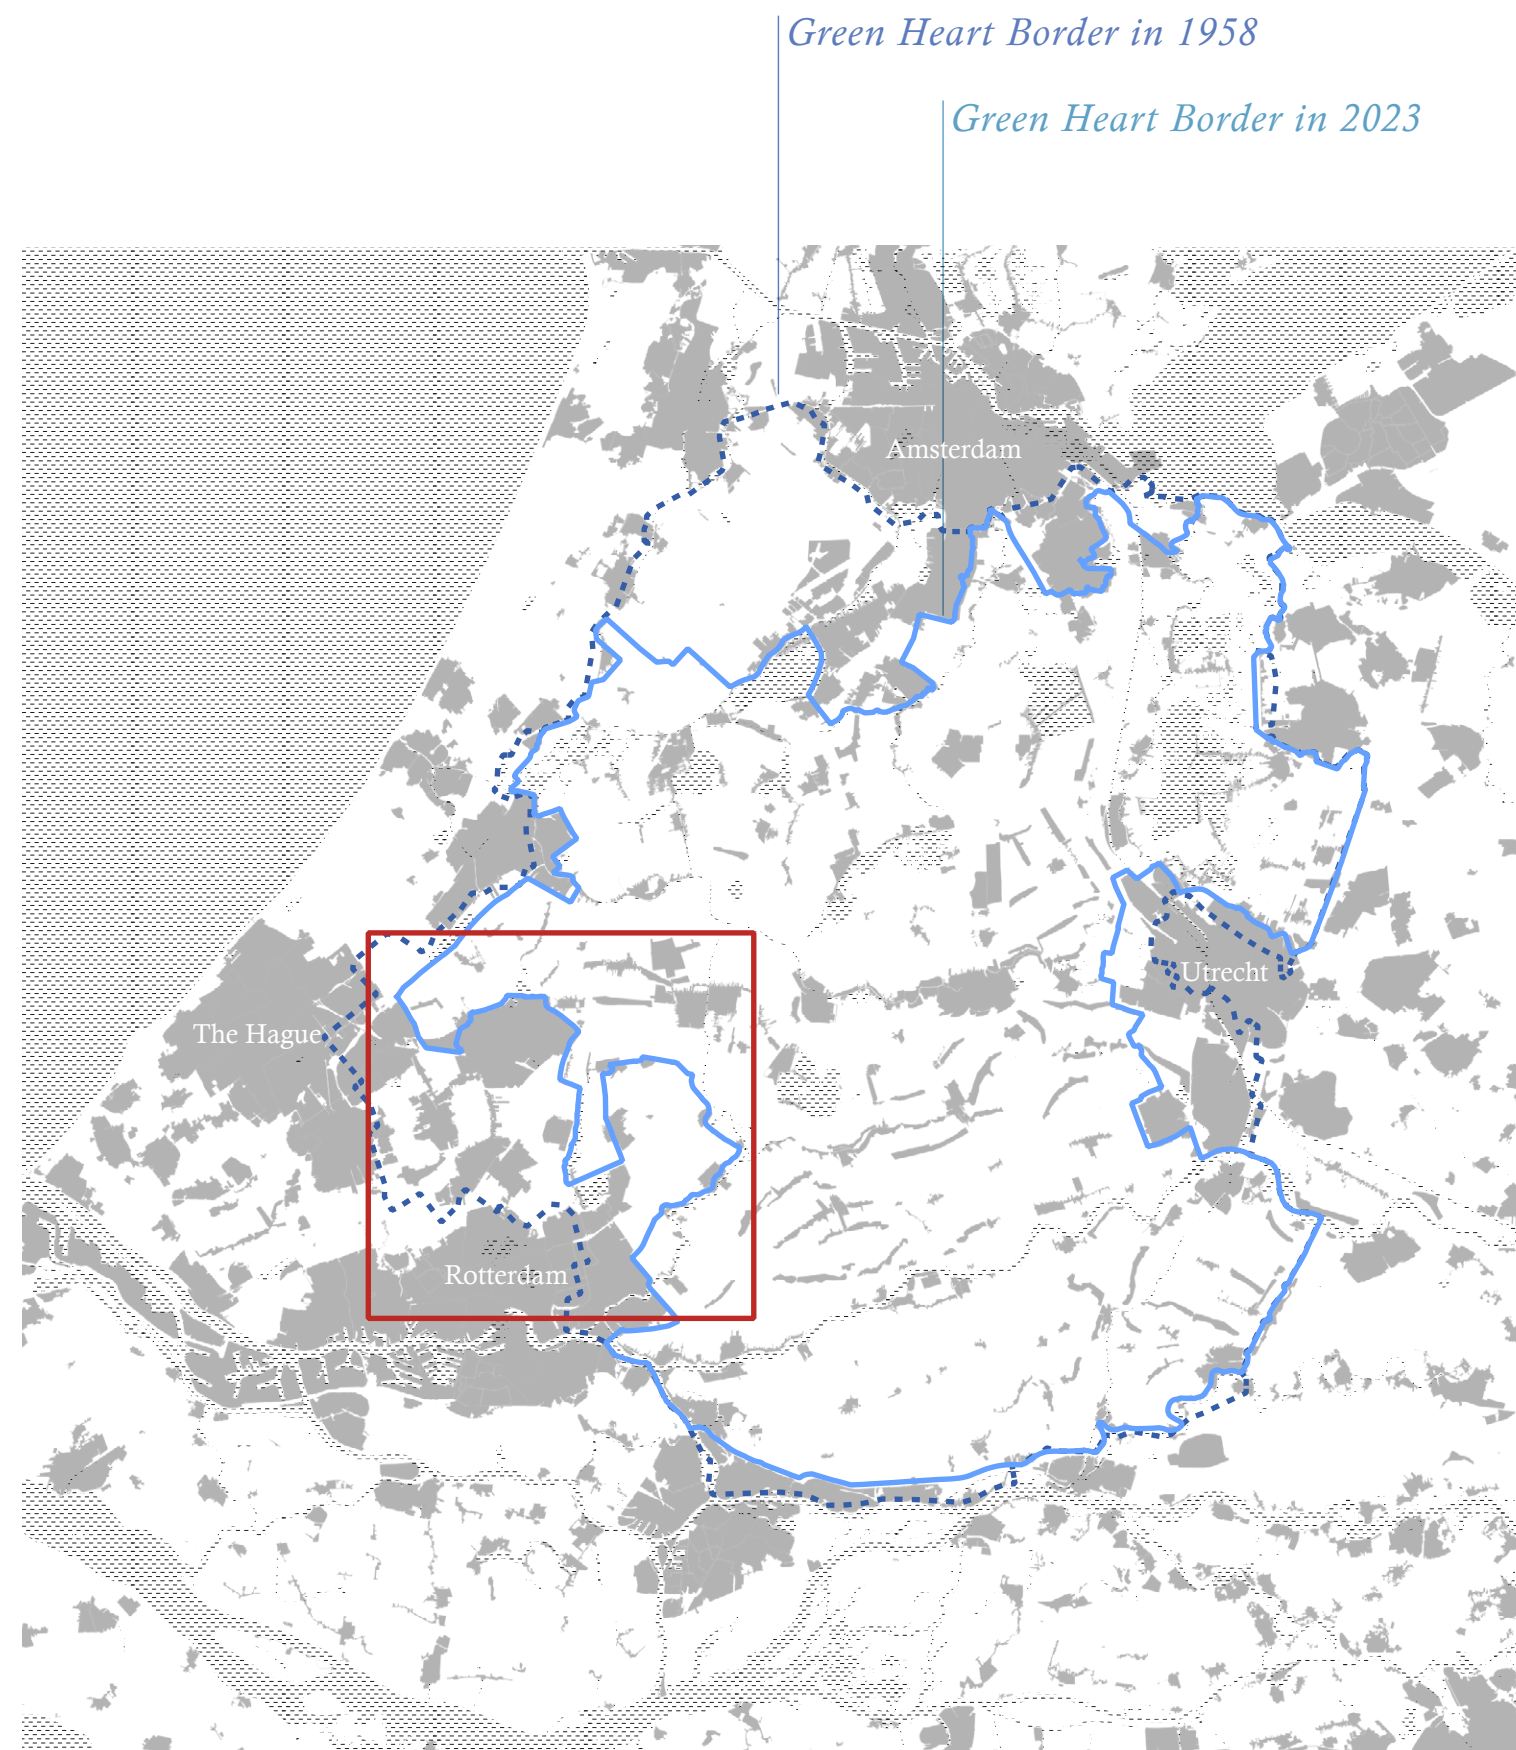 Green Heart Border in 1958
Green Heart Border in 2023
Amsterdam
Utrecht
The Hague
Rotterdam